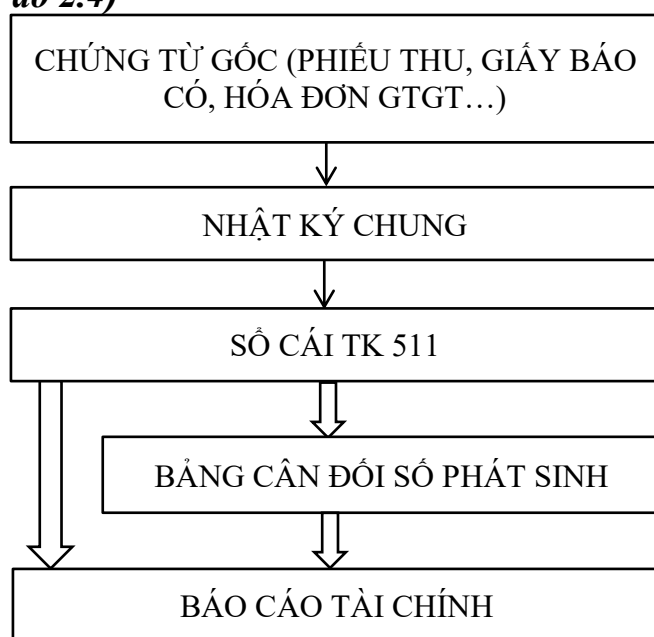 đồ 2.4)
CHỨNG TỪ GỐC (PHIẾU THU, GIẤY BÁO
CÓ, HÓA ĐƠN GTGT…)
NHẬT KÝ CHUNG
SỔ CÁI TK 511
BẢNG CÂN ĐỐI SỐ PHÁT SINH
BÁO CÁO TÀI CHÍNH